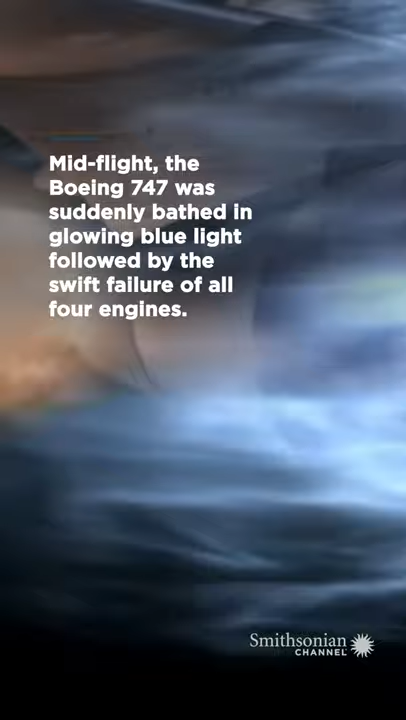 Mid-flight, the
Boeing 747 was
suddenly bathed in
glowing blue light
followed by the
swift failure of all
four engines.
Smithsonian
CHANNEL